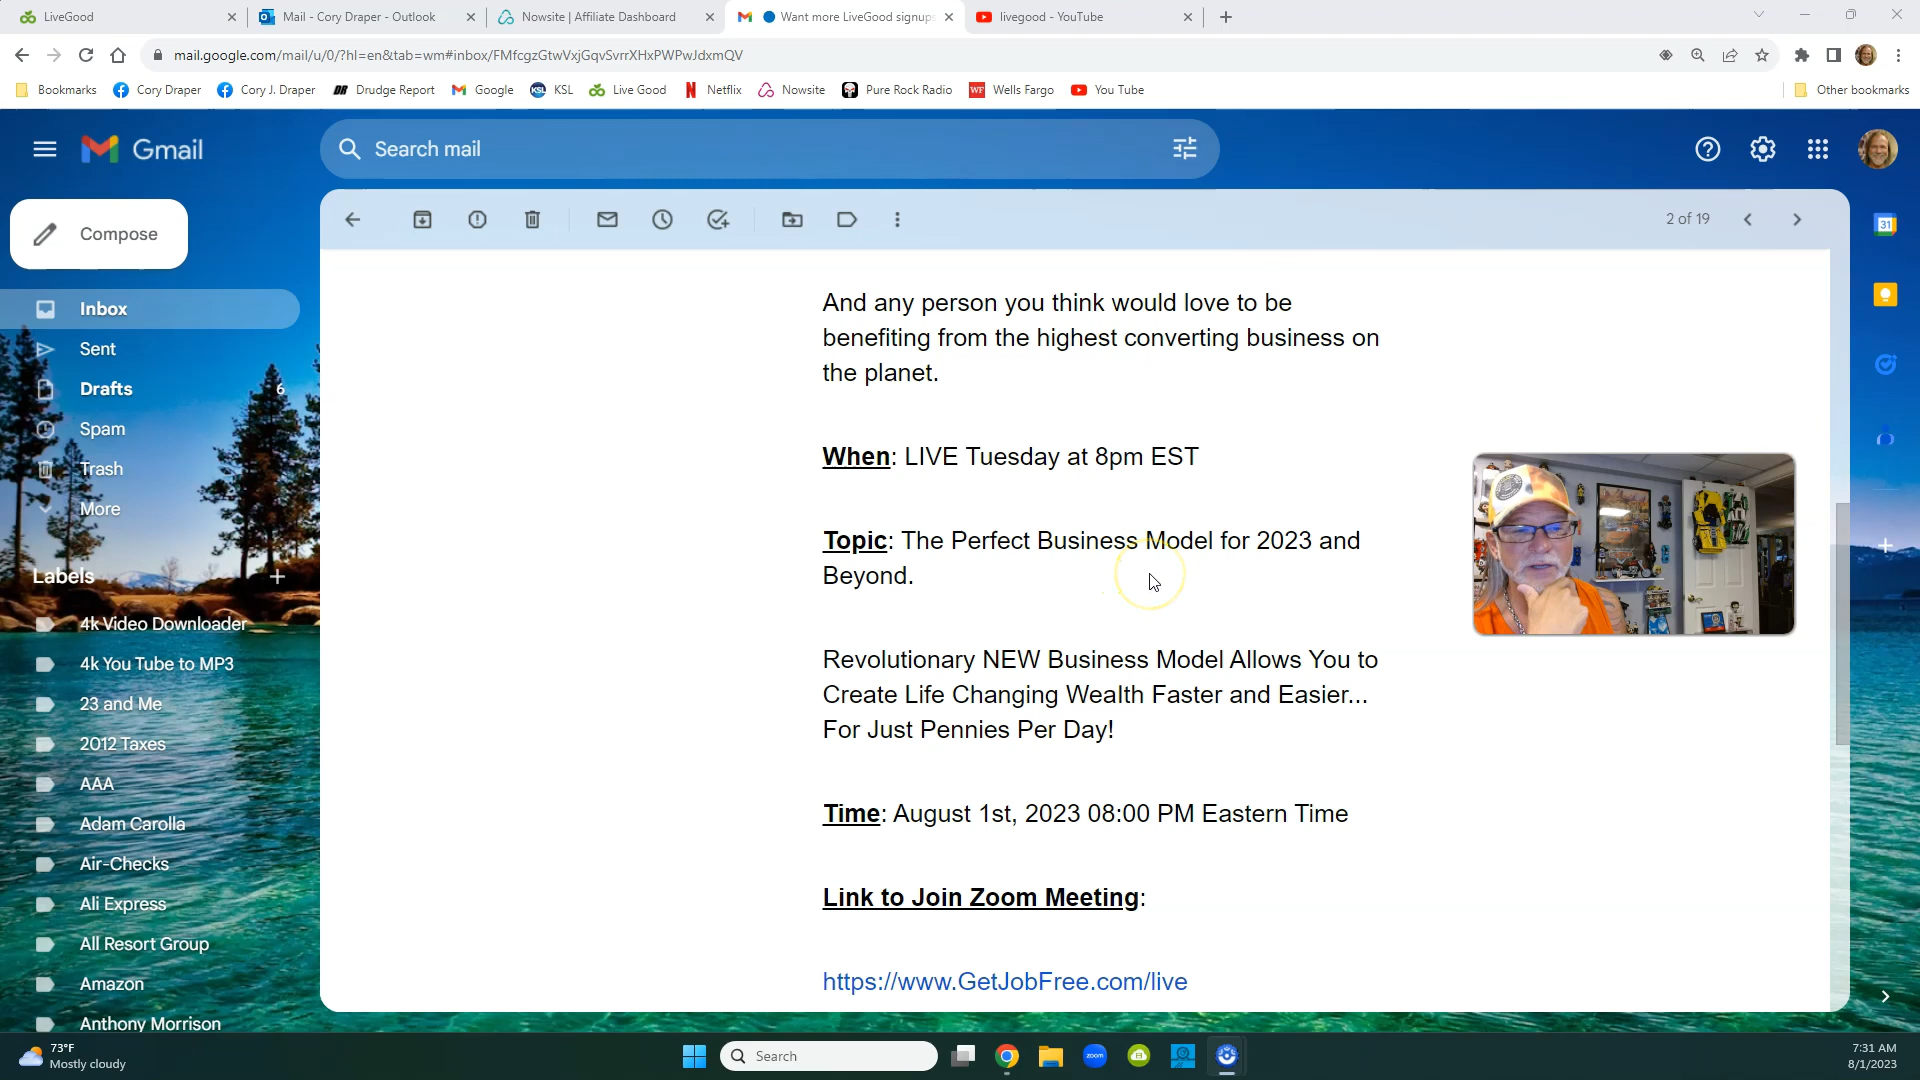 LiveGood
Mail - Cory Draper - Outlook
Nowsite | Affiliate Dashboard
Want more LiveGood signups
livegood - YouTube
mail.google.com/mail/u/0/?hl=en&tab=wm#inbox/FMfcgzGtwVxjGqvSvrrXHxPWPwJdxmQV
Bookmarks
Cory Draper
Cory J. Draper
DR Drudge Report
Google
KSL KSL
Live Good
Netflix
Nowsite
Pure Rock Radio
WF Wells Fargo
You Tube
Other bookmarks
Gmail
Search mail
Compose
2 of 19
31
Inbox
Sent
Drafts 6
Spam
Trash
More
Labels
4k Video Downloader
4k You Tube to MP3
23 and Me
2012 Taxes
AAA
Adam Carolla
Air-Checks
Ali Express
All Resort Group
Amazon
Anthony Morrison
And any person you think would love to be
benefiting from the highest converting business on
the planet.
When: LIVE Tuesday at 8pm EST
Topic: The Perfect Business Model for 2023 and
Beyond.
Revolutionary NEW Business Model Allows You to
Create Life Changing Wealth Faster and Easier...
For Just Pennies Per Day!
Time: August 1st, 2023 08:00 PM Eastern Time
Link to Join Zoom Meeting:
https://www.GetJobFree.com/live
73°F
Mostly cloudy
Search
zoom
7:31 AM
8/1/2023